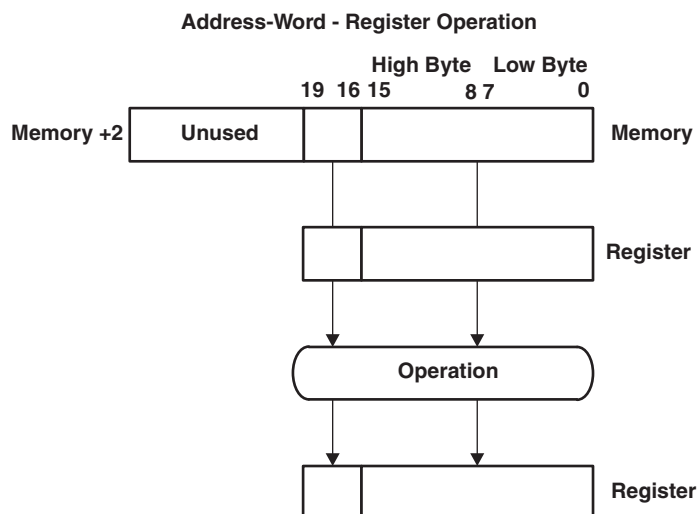 Address-Word - Register Operation
High Byte Low Byte
19 16 15 8 7 0
Memory +2 Unused Memory
Register
Operation
Register